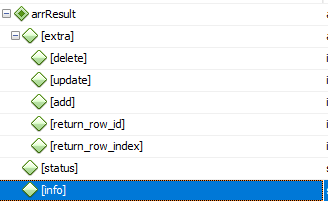 arrResult
[extra]
[delete]
[update]
[add]
[return_row_id]
[return_row_index]
[status]
[info]